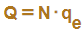 Q = N · qₑ